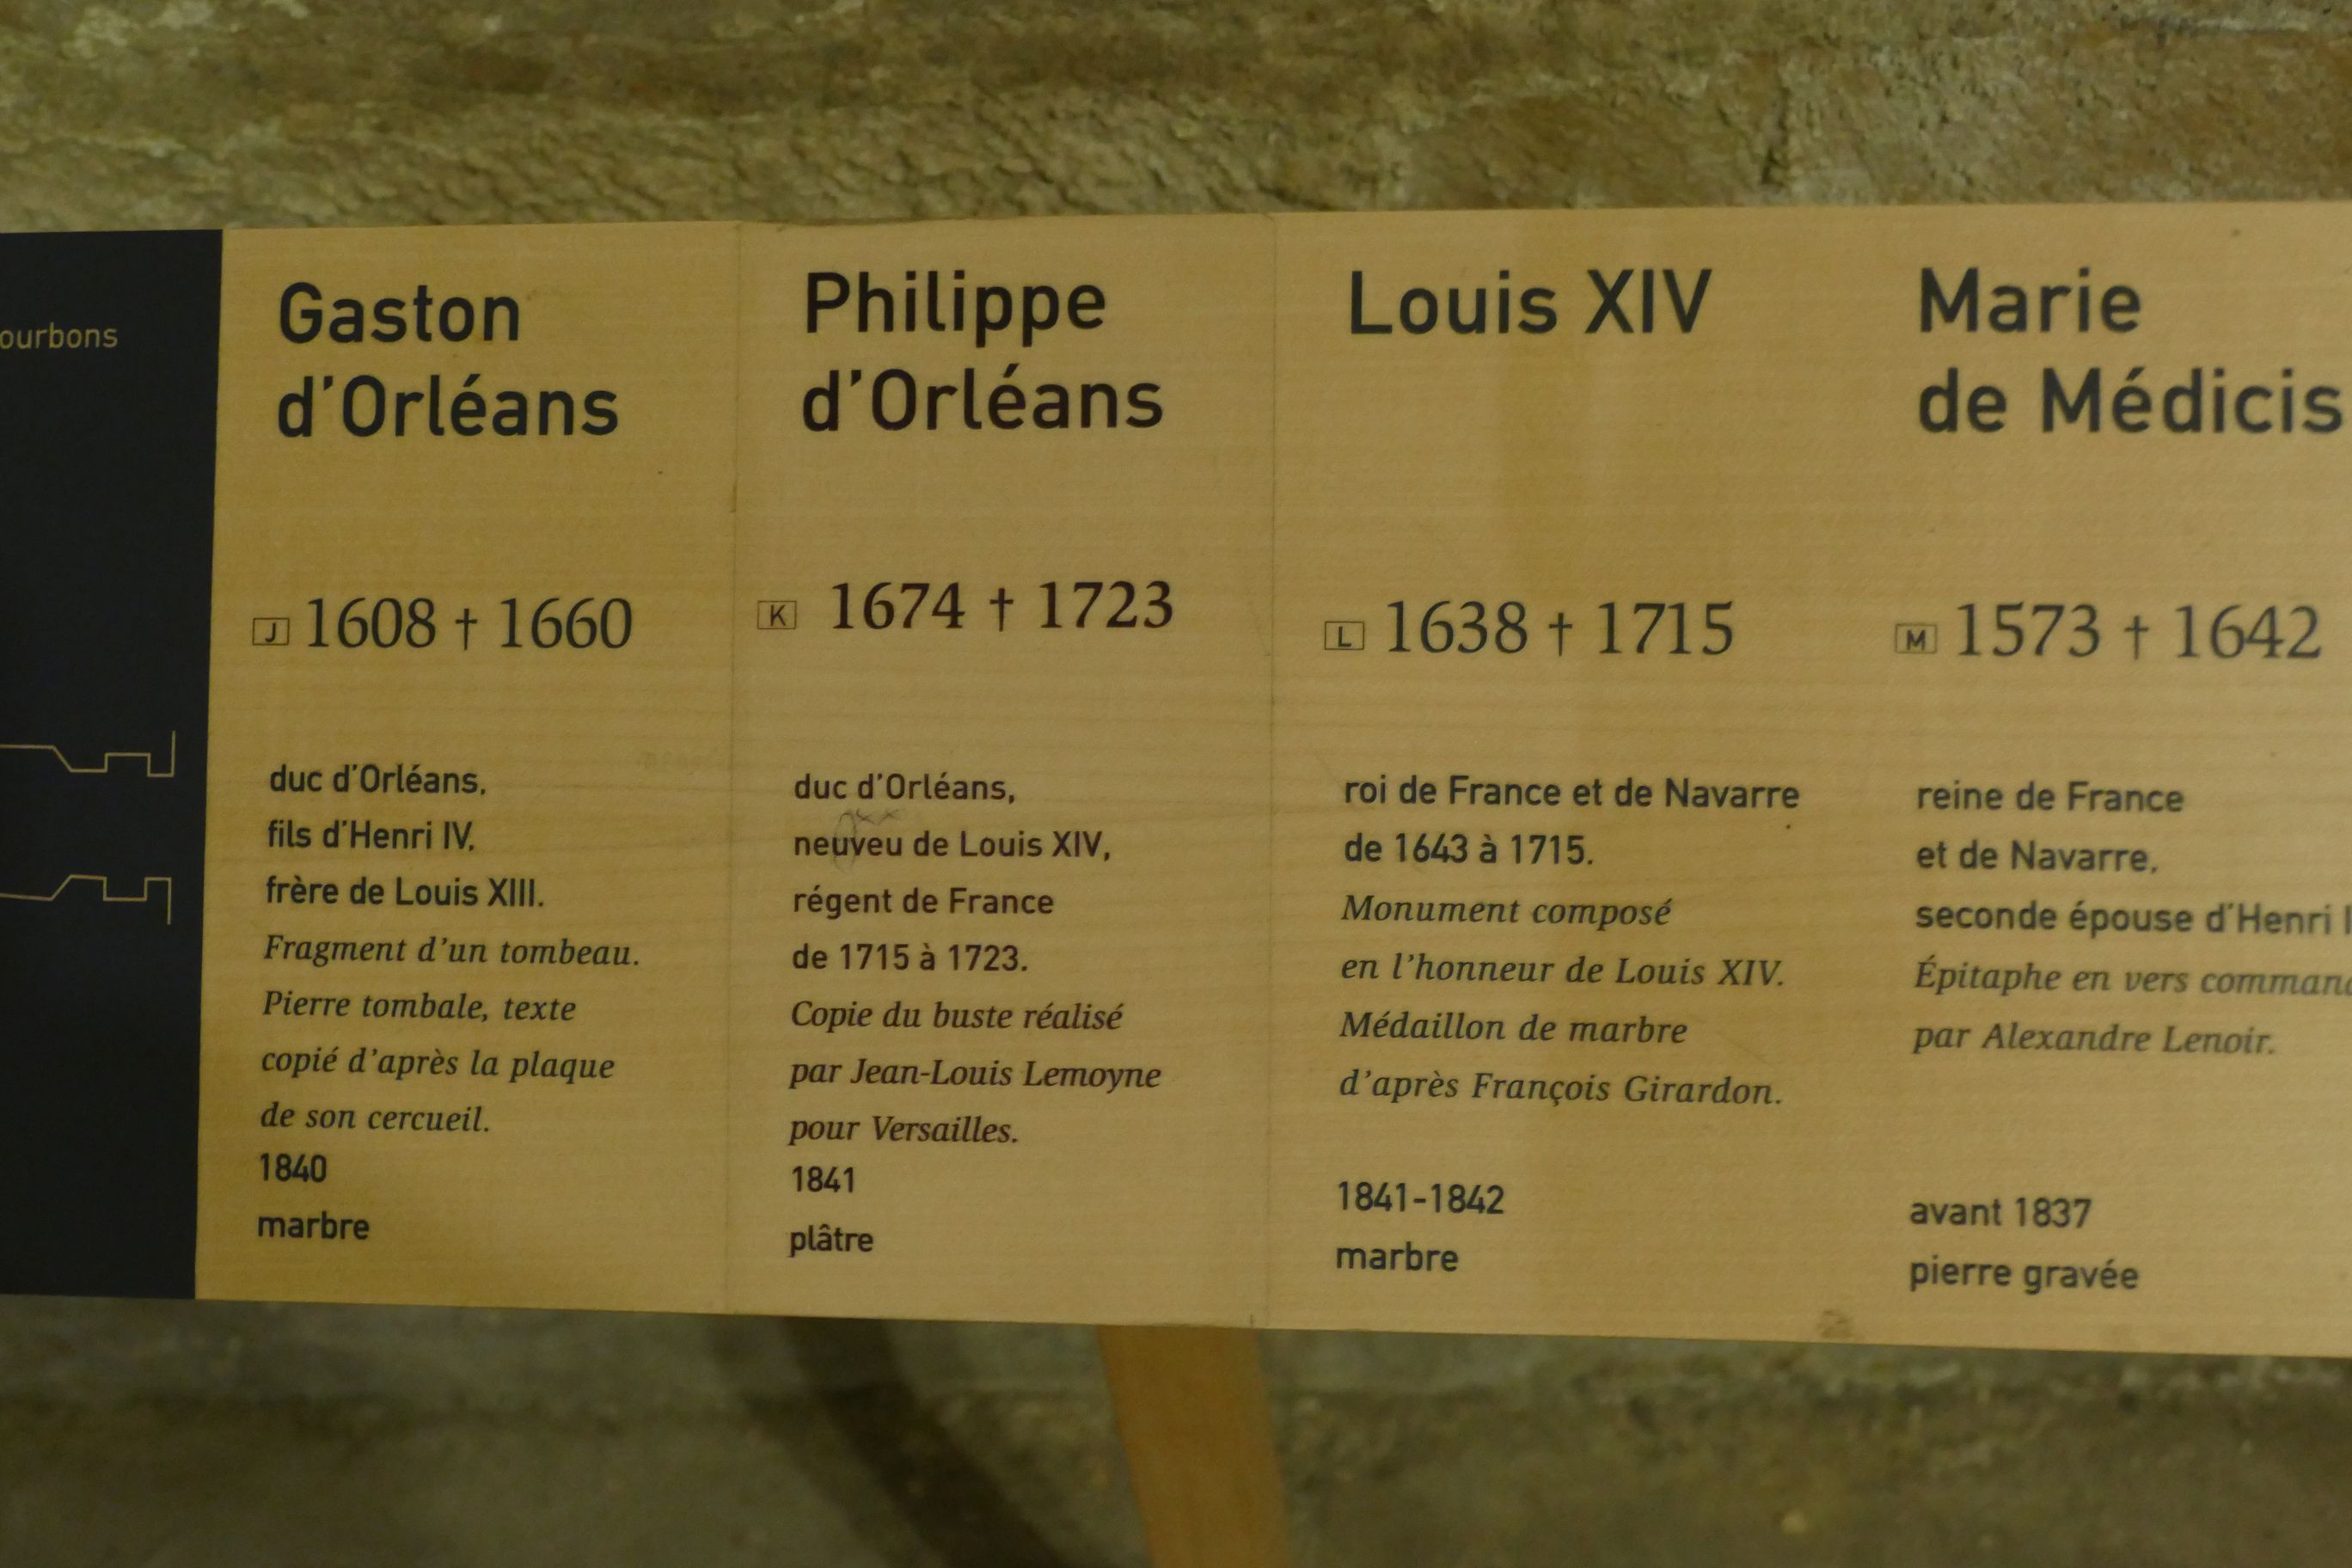 ourbons
Gaston
d'Orléans
J 1608 † 1660
duc d'Orléans,
fils d'Henri IV,
frère de Louis XIII.
Fragment d'un tombeau.
Pierre tombale, texte
copié d'après la plaque
de son cercueil.
1840
marbre
Philippe
d'Orléans
K 1674 † 1723
duc d'Orléans,
neuveu de Louis XIV,
régent de France
de 1715 à 1723.
Copie du buste réalisé
par Jean-Louis Lemoyne
pour Versailles.
1841
plâtre
Louis XIV
L 1638 † 1715
roi de France et de Navarre
de 1643 à 1715.
Monument composé
en l'honneur de Louis XIV.
Médaillon de marbre
d'après François Girardon.
1841-1842
marbre
Marie
de Médicis
M 1573 † 1642
reine de France
et de Navarre,
seconde épouse d'Henri
Épitaphe en vers
par Alexandre Lenoir.
avant 1837
pierre gravée